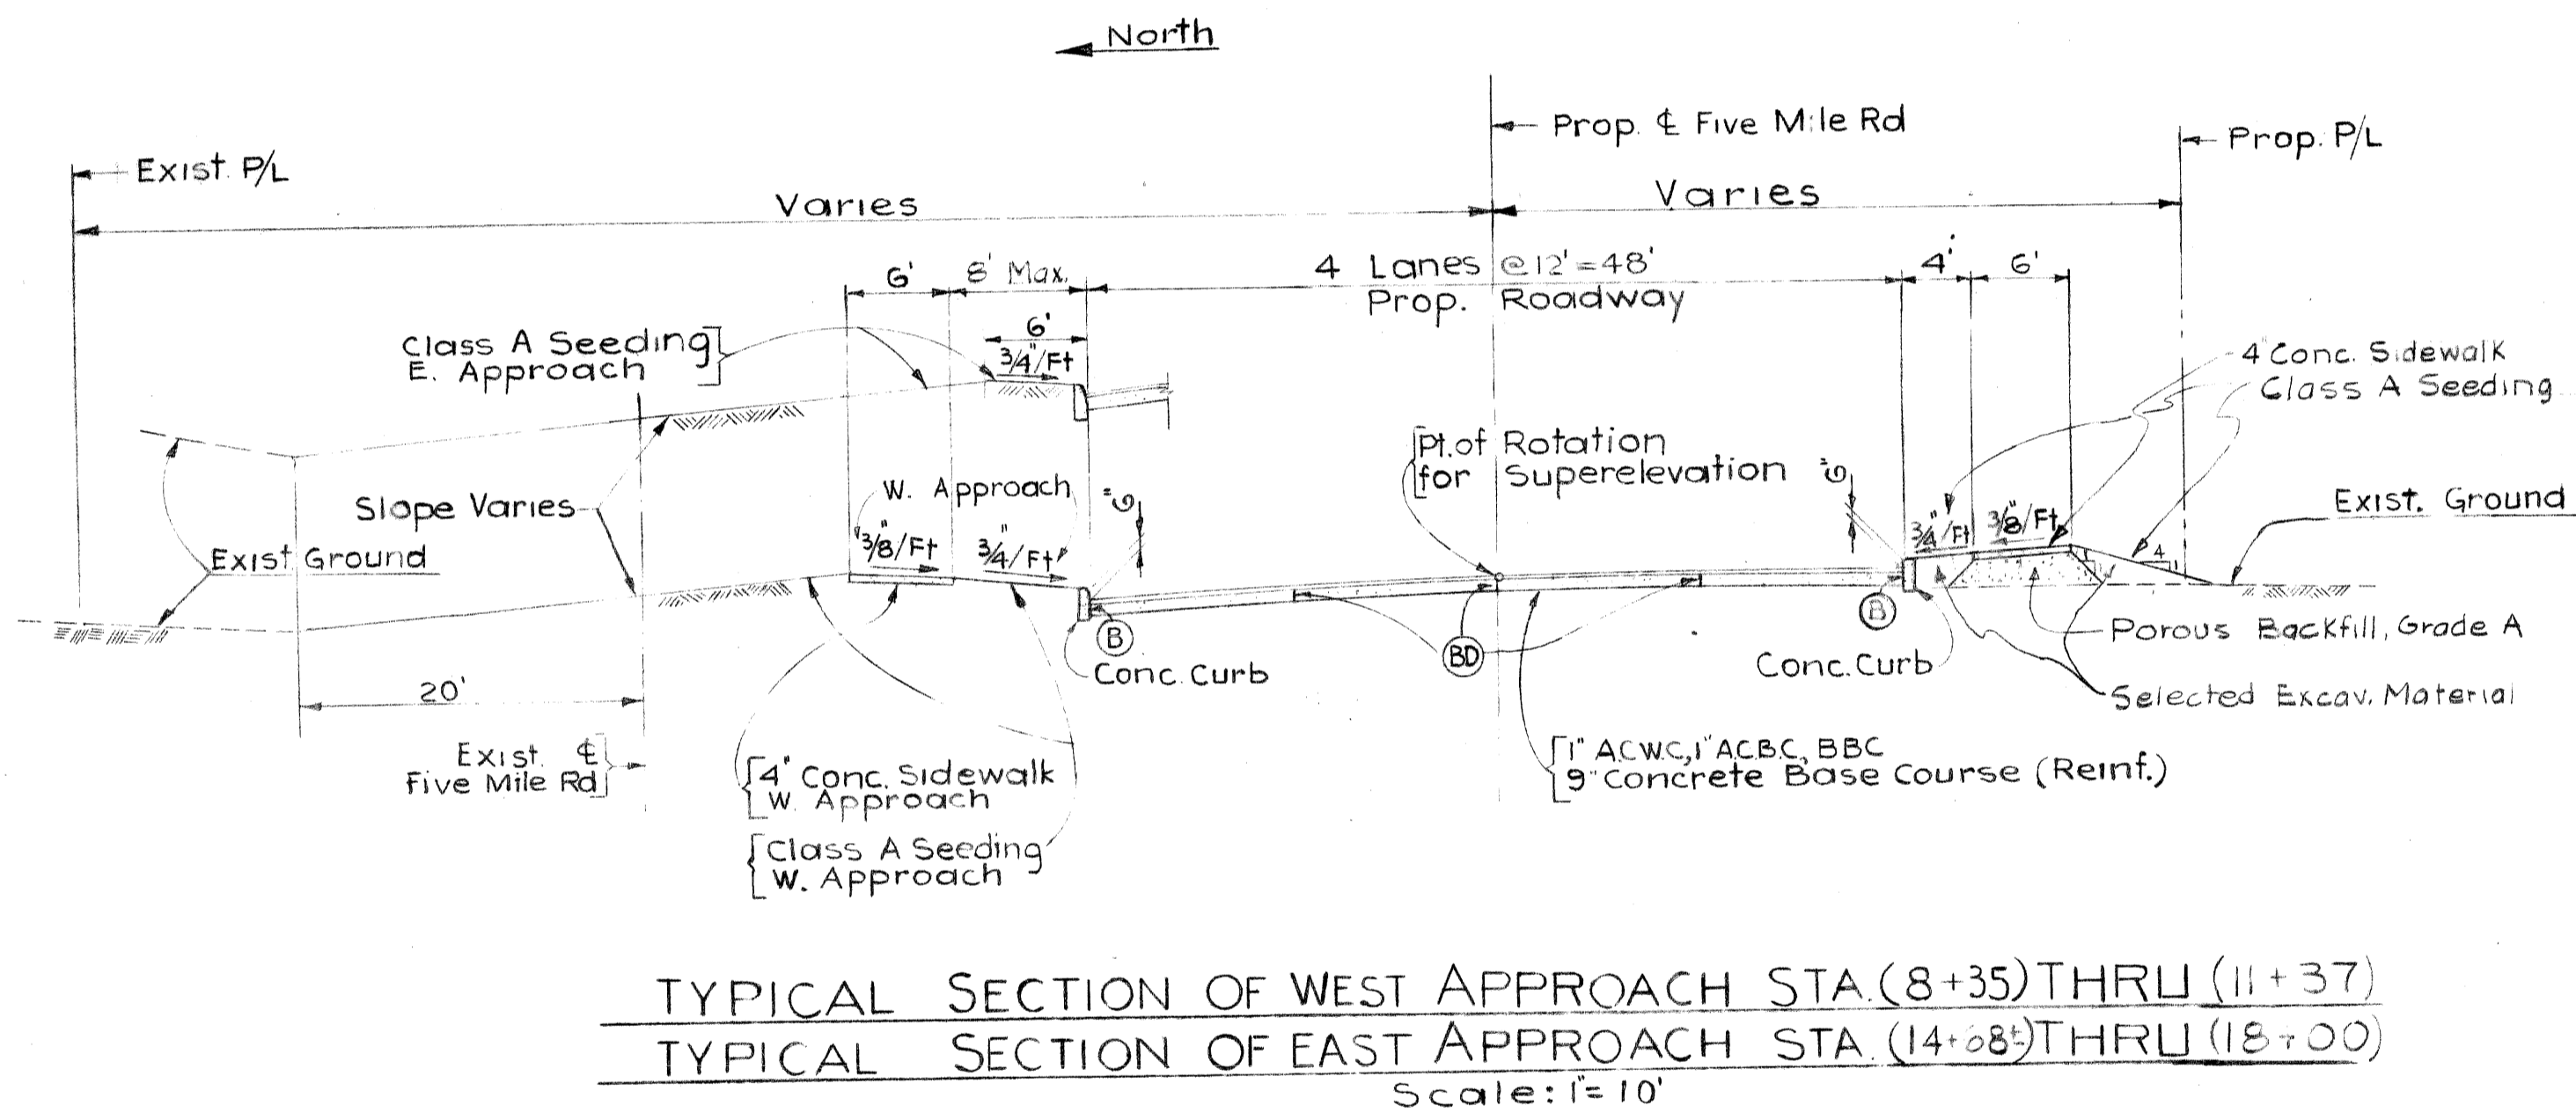 North
Prop. ℄ Five Mile Rd
Prop. P/L
Exist. P/L
Varies
Varies
6'
8' Max.
4 Lanes @ 12' = 48'
Prop. Roadway
4'
6'
6'
3/4"/Ft
Class A Seeding
E. Approach
4" Conc. Sidewalk
Class A Seeding
Pt. of Rotation
for Superelevation
6"
W. Approach
6"
Slope Varies
Exist. Ground
Exist. Ground
3/8"/Ft
3/4"/Ft
3/4"/Ft
3/8"/Ft
4
1
B
BD
B
Conc. Curb
Conc. Curb
Porous Backfill, Grade A
Selected Excav. Material
20'
Exist. ℄
Five Mile Rd
4" Conc. Sidewalk
W. Approach
Class A Seeding
W. Approach
1" A.C.W.C., 1" A.C.B.C., BBC
9" Concrete Base Course (Reinf.)
TYPICAL SECTION OF WEST APPROACH STA. (8+35) THRU (11+37)
TYPICAL SECTION OF EAST APPROACH STA. (14+08±) THRU (18+00)
Scale: 1" = 10'